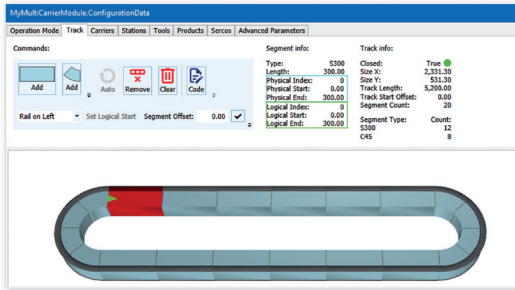 MyMultiCarrierModule.ConfigurationData
Operation Mode Track Carriers Stations Tools Products Sercos Advanced Parameters
Commands:
Add
Add
Auto
Remove
Clear
Code
Rail on Left
Set Logical Start
Segment Offset: 0.00
Segment info:
Type: S300
Length: 300.00
Physical Index: 0
Physical Start: 0.00
Physical End: 300.00
Logical Index: 0
Logical Start: 0.00
Logical End: 300.00
Track info:
Closed: True
Size X: 2,331.30
Size Y: 531.30
Track Length: 5,200.00
Track Start Offset: 0.00
Segment Count: 20
Segment Type: Count:
S300 12
C45 8